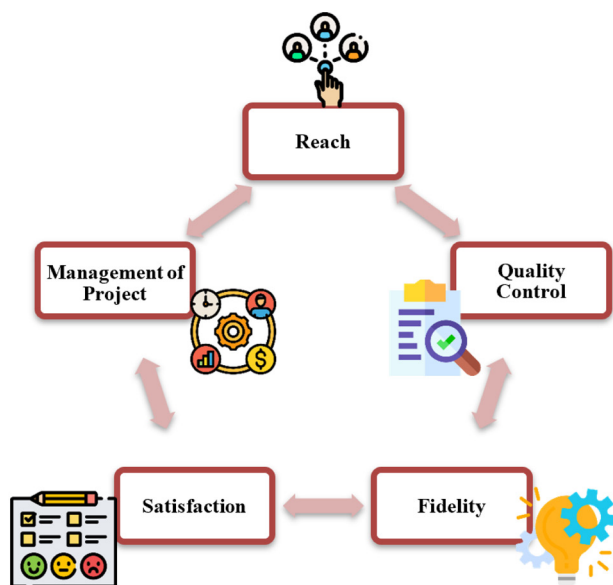 Reach
Management of
Project
Quality
Control
$
Satisfaction
Fidelity